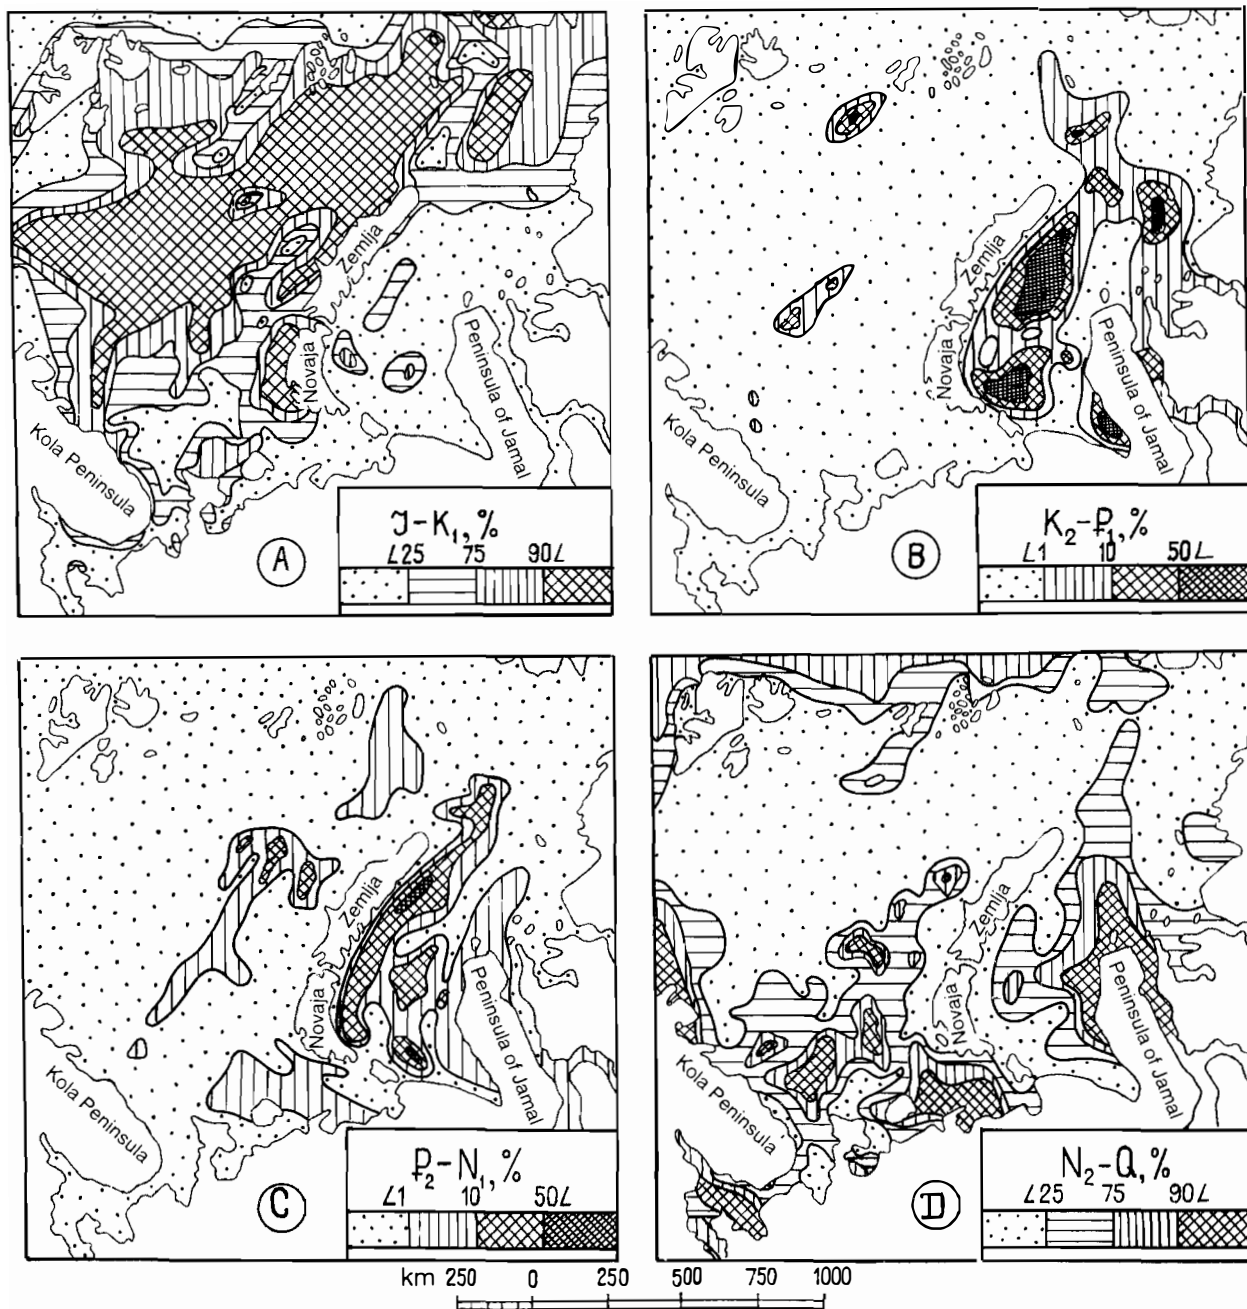 Zemlja
Novaja
Peninsula of Jamal
Kola Peninsula
J-K₁, %
∠25 75 90∠
A
Zemlja
Novaja
Peninsula of Jamal
Kola Peninsula
K₂-P₁, %
∠1 10 50∠
B
Zemlja
Novaja
Peninsula of Jamal
Kola Peninsula
P₂-N₁, %
∠1 10 50∠
C
Zemlja
Novaja
Peninsula of Jamal
Kola Peninsula
N₂-Q, %
∠25 75 90∠
D
km 250 0 250 500 750 1000